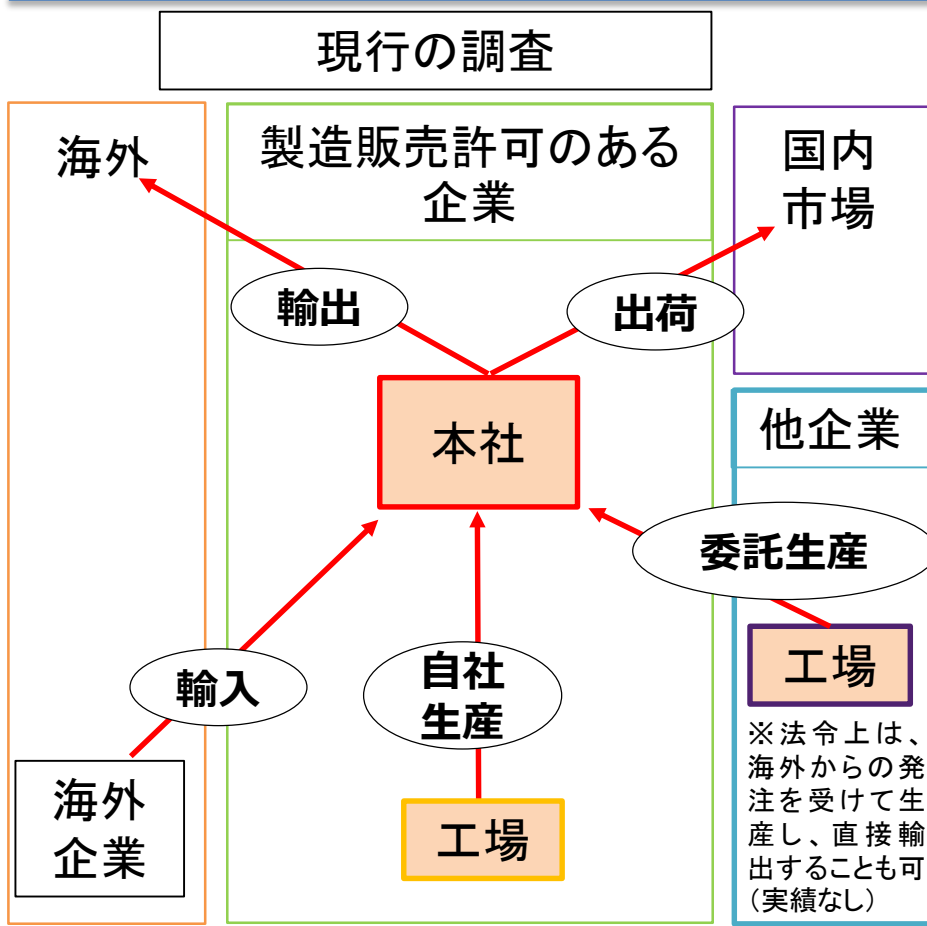 現行の調査
海外
製造販売許可のある
企業
国内
市場
輸出
出荷
本社
他企業
委託生産
輸入
自社
生産
工場
※法令上は、
海外からの発
注を受けて生
産し、直接輸
出することも可
（実績なし）
海外
企業
工場